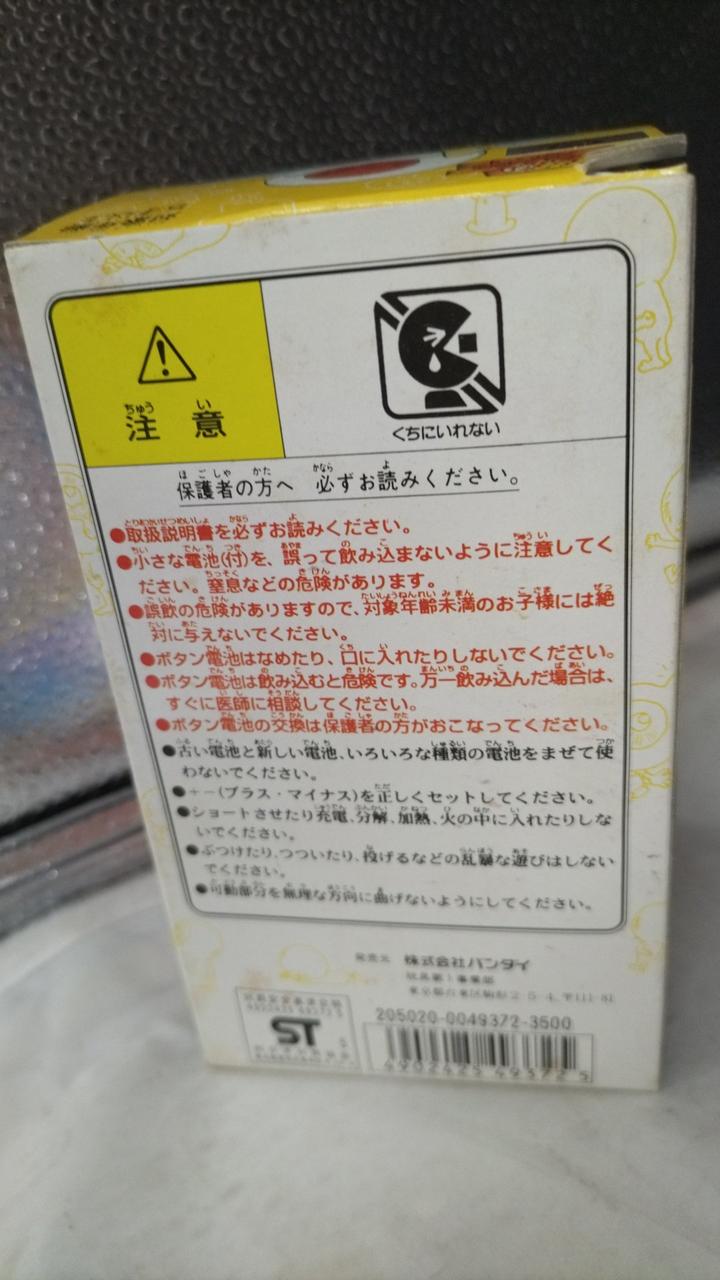 注意
くちにいれない
保護者の方へ 必ずお読みください。
●取扱説明書を必ずお読みください。
●小さな電池(付)を、誤って飲み込まないように注意してく
ださい。窒息などの危険があります。
●誤飲の危険がありますので、対象年齢未満のお子様には絶
対に与えないでください。
●ボタン電池はなめたり、口に入れたりしないでください。
●ボタン電池は飲み込むと危険です。万一飲み込んだ場合は、
すぐに医師に相談してください。
●ボタン電池の交換は保護者の方がおこなってください。
●古い電池と新しい電池、いろいろな種類の電池をまぜて使
わないでください。
●+−(プラス・マイナス)を正しくセットしてください。
●ショートさせたり充電、分解、加熱、火の中に入れたりしな
いでください。
●ぶつけたり、つついたり、投げるなどの乱暴な遊びはしない
でください。
●可動部分を無理な方向に曲げないようにしてください。
発売元 株式会社バンダイ
ST
205020-0049372-3500
4902425 49372 5